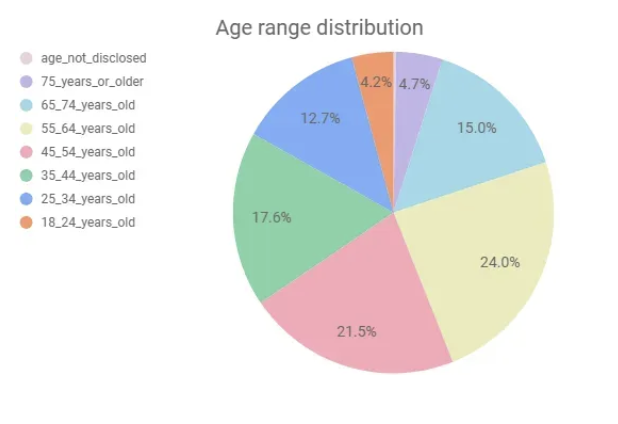 Age range distribution
age_not_disclosed
75_years_or_older
65_74_years_old
55_64_years_old
45_54_years_old
35_44_years_old
25_34_years_old
18_24_years_old
4.2%
4.7%
12.7%
15.0%
17.6%
24.0%
21.5%